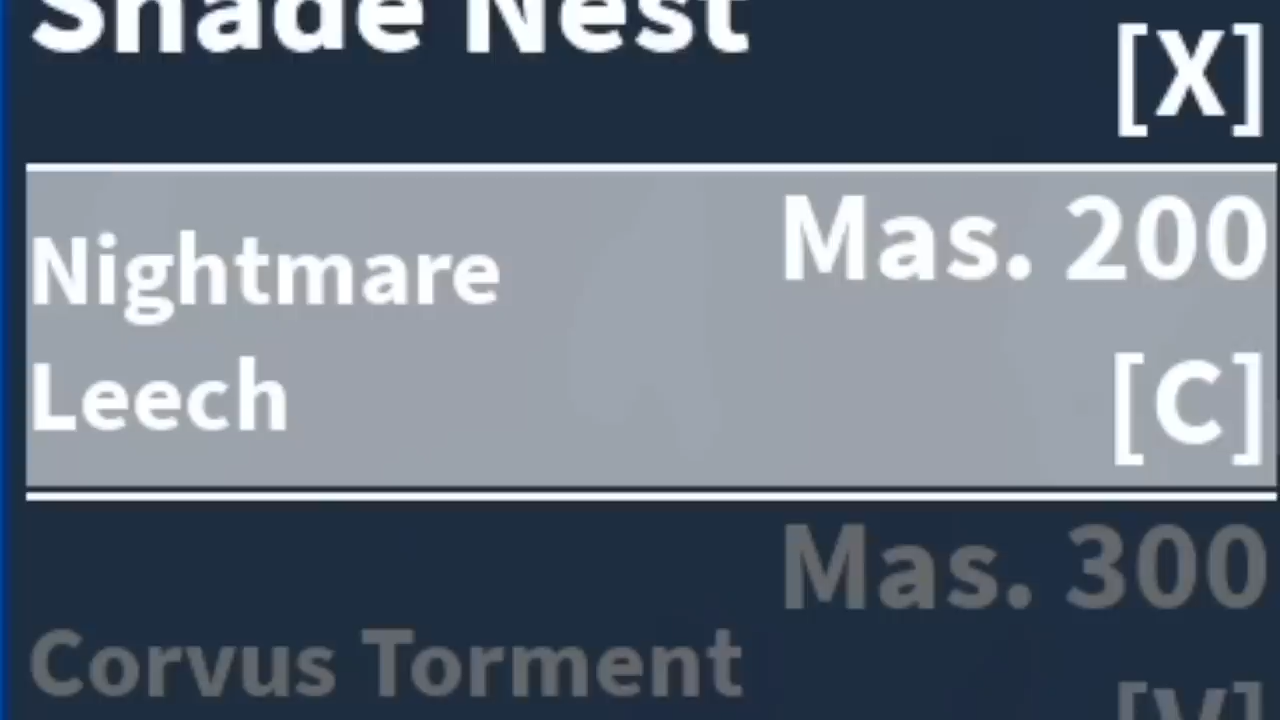 Shade Nest
[X]
Mas. 200
Nightmare
Leech
[C]
Mas. 300
Corvus Torment
[V]